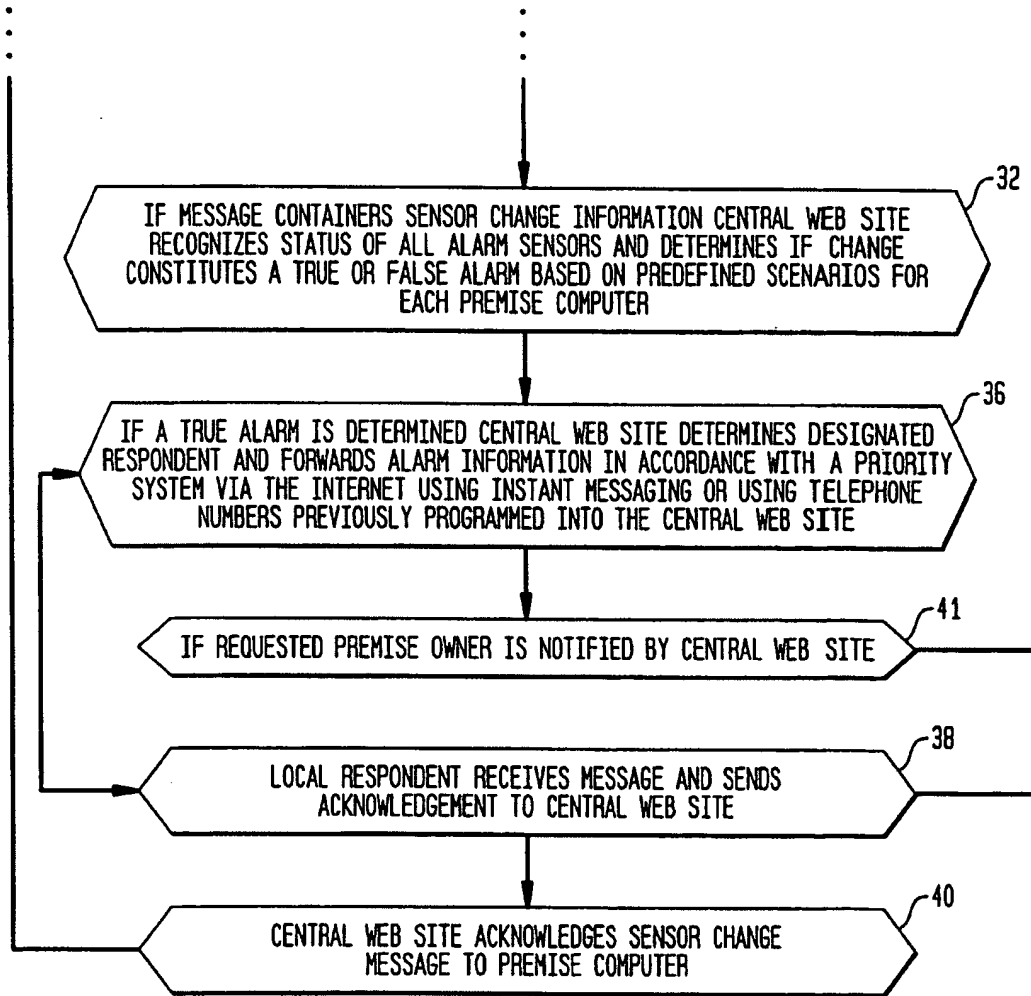 32
IF MESSAGE CONTAINERS SENSOR CHANGE INFORMATION CENTRAL WEB SITE
RECOGNIZES STATUS OF ALL ALARM SENSORS AND DETERMINES IF CHANGE
CONSTITUTES A TRUE OR FALSE ALARM BASED ON PREDEFINED SCENARIOS FOR
EACH PREMISE COMPUTER
36
IF A TRUE ALARM IS DETERMINED CENTRAL WEB SITE DETERMINES DESIGNATED
RESPONDENT AND FORWARDS ALARM INFORMATION IN ACCORDANCE WITH A PRIORITY
SYSTEM VIA THE INTERNET USING INSTANT MESSAGING OR USING TELEPHONE
NUMBERS PREVIOUSLY PROGRAMMED INTO THE CENTRAL WEB SITE
41
IF REQUESTED PREMISE OWNER IS NOTIFIED BY CENTRAL WEB SITE
38
LOCAL RESPONDENT RECEIVES MESSAGE AND SENDS
ACKNOWLEDGEMENT TO CENTRAL WEB SITE
40
CENTRAL WEB SITE ACKNOWLEDGES SENSOR CHANGE
MESSAGE TO PREMISE COMPUTER